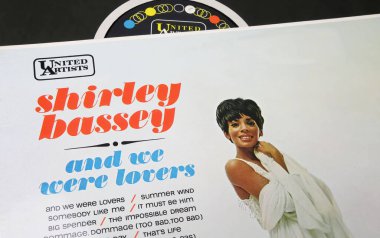 UNITED
ARTISTS
UNITED
ARTISTS
shirley
bassey
and we
were lovers
AND WE WERE LOVERS / SUMMER WIND
SOMEBODY LIKE ME / IT MUST BE HIM
BIG SPENDER / THE IMPOSSIBLE DREAM
DOMMAGE, DOMMAGE (TOO BAD, TOO BAD)
/ THAT'S LIFE